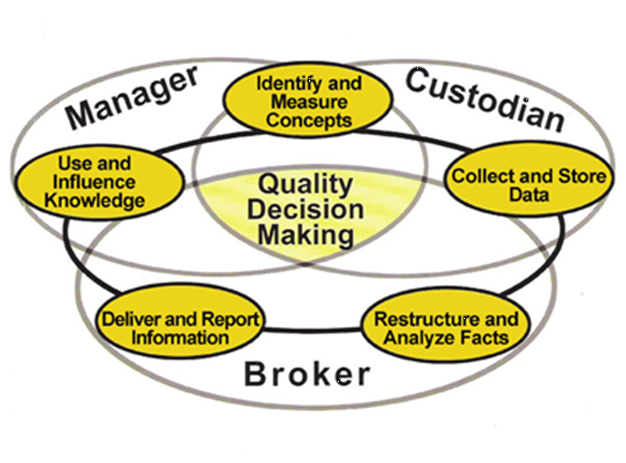 Manager
Custodian
Identify and
Measure
Concepts
Use and
Influence
Knowledge
Collect and Store
Data
Quality
Decision
Making
Deliver and Report
Information
Restructure and
Analyze Facts
Broker